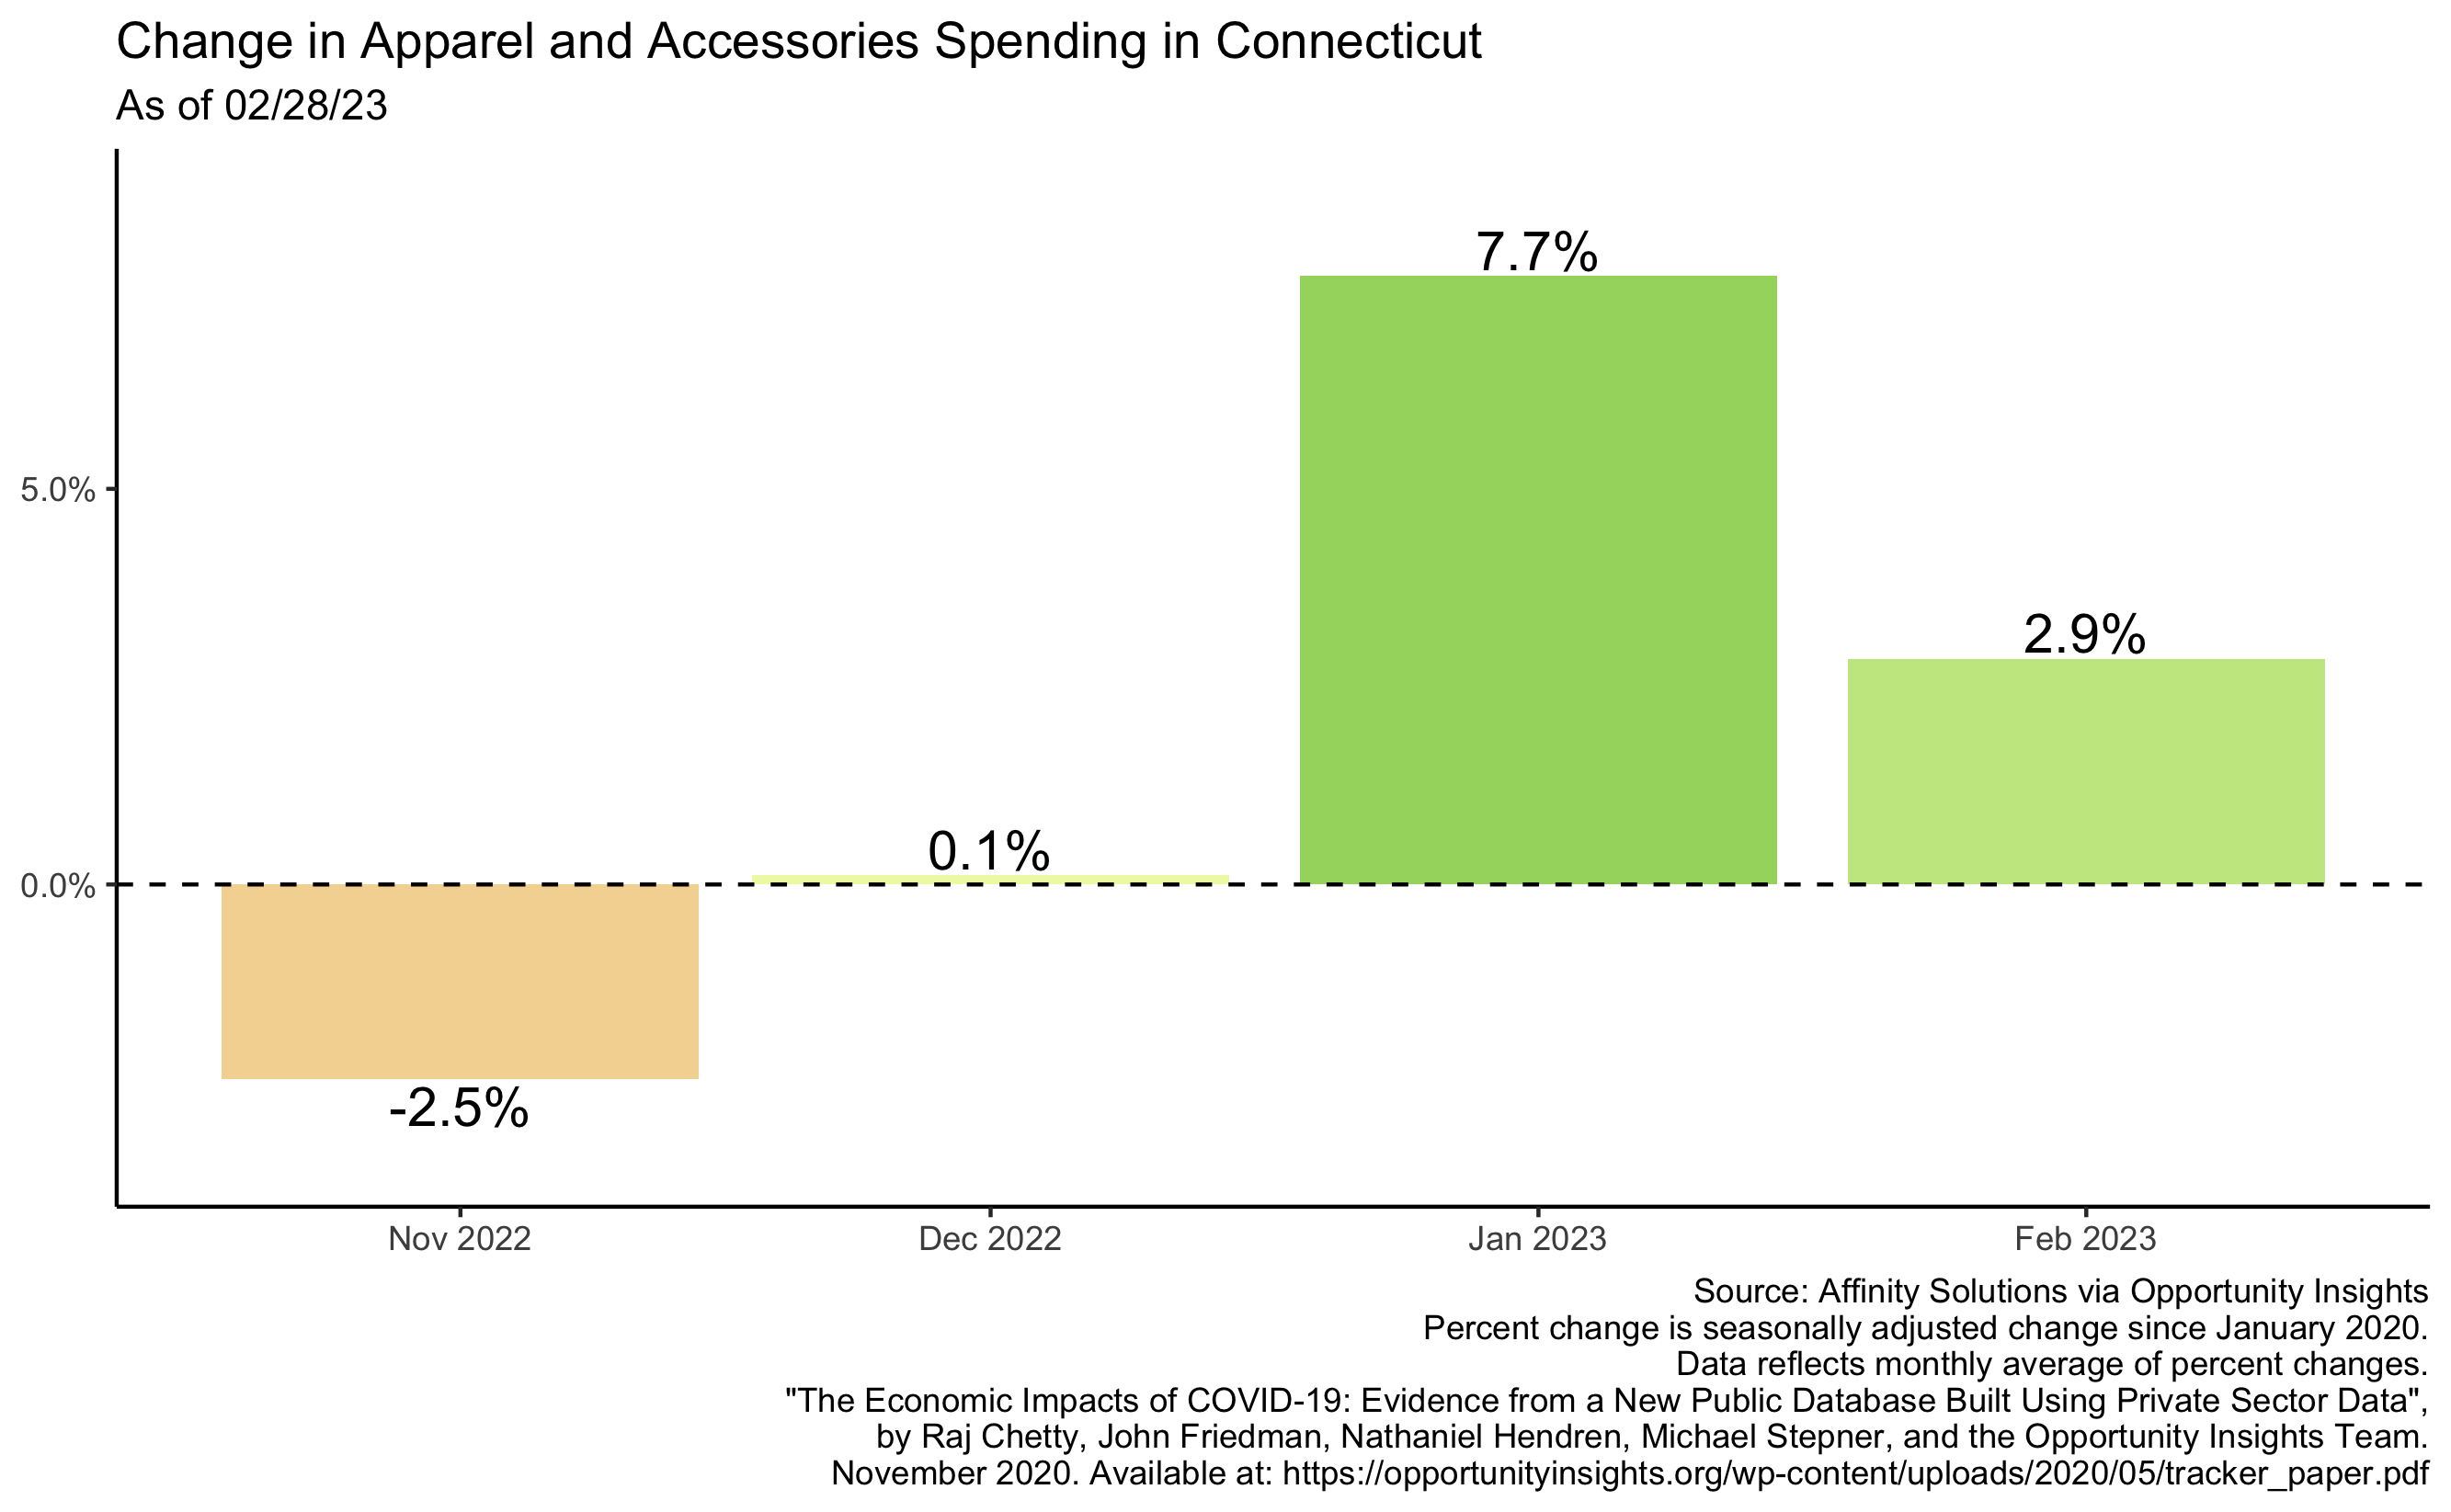 Change in Apparel and Accessories Spending in Connecticut
As of 02/28/23
7.7%
5.0%
2.9%
0.1%
0.0%
-2.5%
Nov 2022
Dec 2022
Jan 2023
Feb 2023
Source: Affinity Solutions via Opportunity Insights
Percent change is seasonally adjusted change since January 2020.
Data reflects monthly average of percent changes.
"The Economic Impacts of COVID-19: Evidence from a New Public Database Built Using Private Sector Data",
by Raj Chetty, John Friedman, Nathaniel Hendren, Michael Stepner, and the Opportunity Insights Team.
November 2020. Available at: https://opportunityinsights.org/wp-content/uploads/2020/05/tracker_paper.pdf